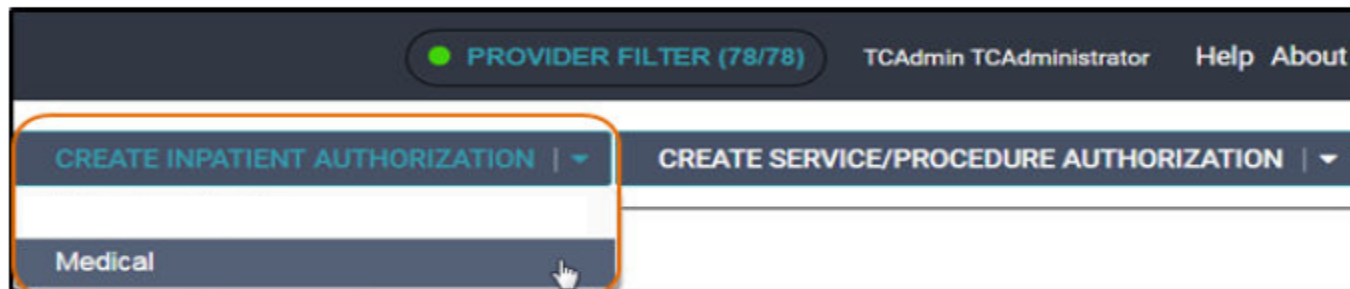 PROVIDER FILTER (78/78) TCAdmin TCAdministrator Help About
CREATE INPATIENT AUTHORIZATION | CREATE SERVICE/PROCEDURE AUTHORIZATION |
Medical